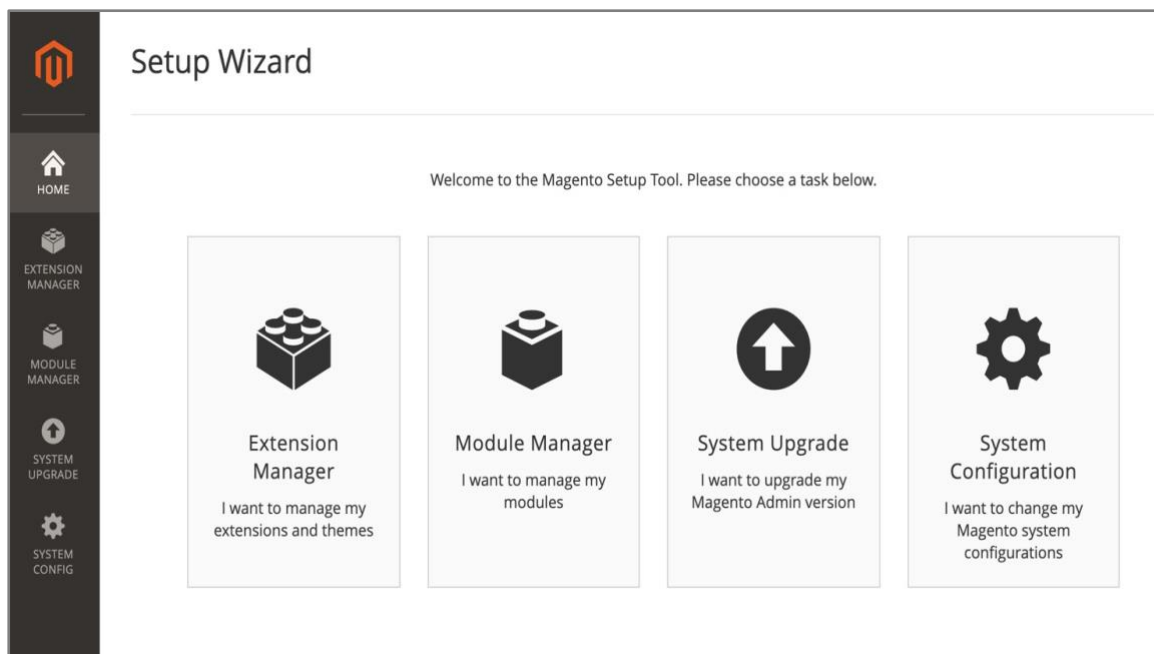 Setup Wizard
HOME
EXTENSION
MANAGER
MODULE
MANAGER
SYSTEM
UPGRADE
SYSTEM
CONFIG
Welcome to the Magento Setup Tool. Please choose a task below.
Extension
Manager
I want to manage my
extensions and themes
Module Manager
I want to manage my
modules
System Upgrade
I want to upgrade my
Magento Admin version
System
Configuration
I want to change my
Magento system
configurations